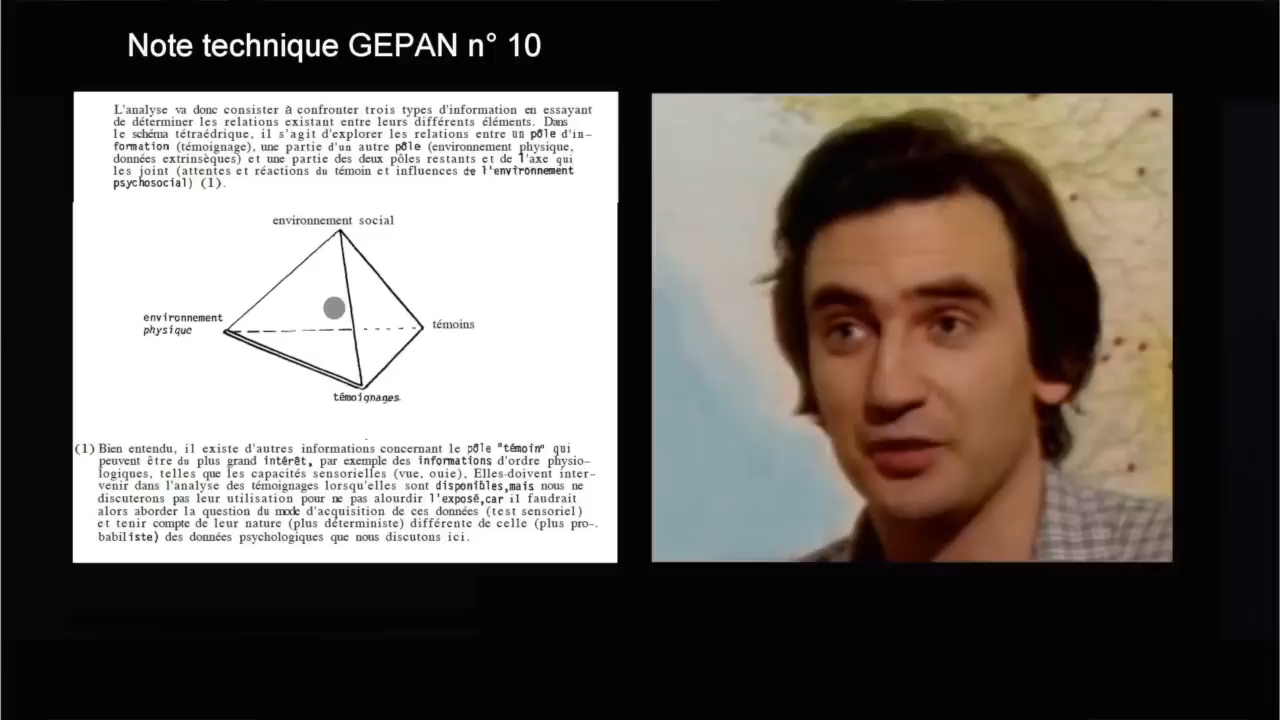 Note technique GEPAN n° 10
L'analyse va donc consister à confronter trois types d'information en essayant
de déterminer les relations existant entre leurs différents éléments. Dans
le schéma tétraédrique, il s'agit d'explorer les relations entre un pôle d'in-
formation (témoignage), une partie d'un autre pôle (environnement physique,
données extrinsèques) et une partie des deux pôles restants et de l'axe qui
les joint (attentes et réactions du témoin et influences de l'environnement
psychosocial) (1).
environnement social
environnement
physique
témoins
témoignages
(1) Bien entendu, il existe d'autres informations concernant le pôle "témoin" qui
peuvent être du plus grand intérêt, par exemple des informations d'ordre physio-
logiques, telles que les capacités sensorielles (vue, ouie), Elles-doivent inter-
venir dans l'analyse des témoignages lorsqu'elles sont disponibles,mais nous ne
discuterons pas leur utilisation pour ne pas alourdir l'exposé,car il faudrait
alors aborder la question du mode d'acquisition de ces données (test sensoriel)
et tenir compte de leur nature (plus déterministe) différente de celle (plus pro-
babiliste) des données psychologiques que nous discutons ici.